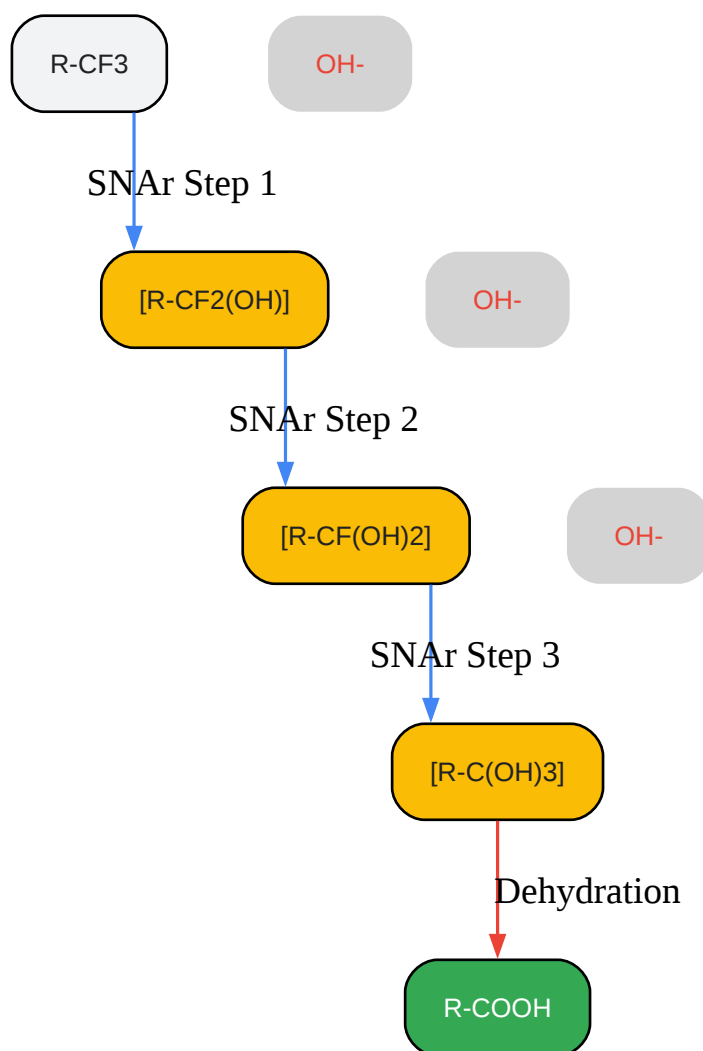 R-CF3
OH-
SNAr Step 1
[R-CF2(OH)]
OH-
SNAr Step 2
[R-CF(OH)2]
OH-
SNAr Step 3
[R-C(OH)3]
Dehydration
R-COOH